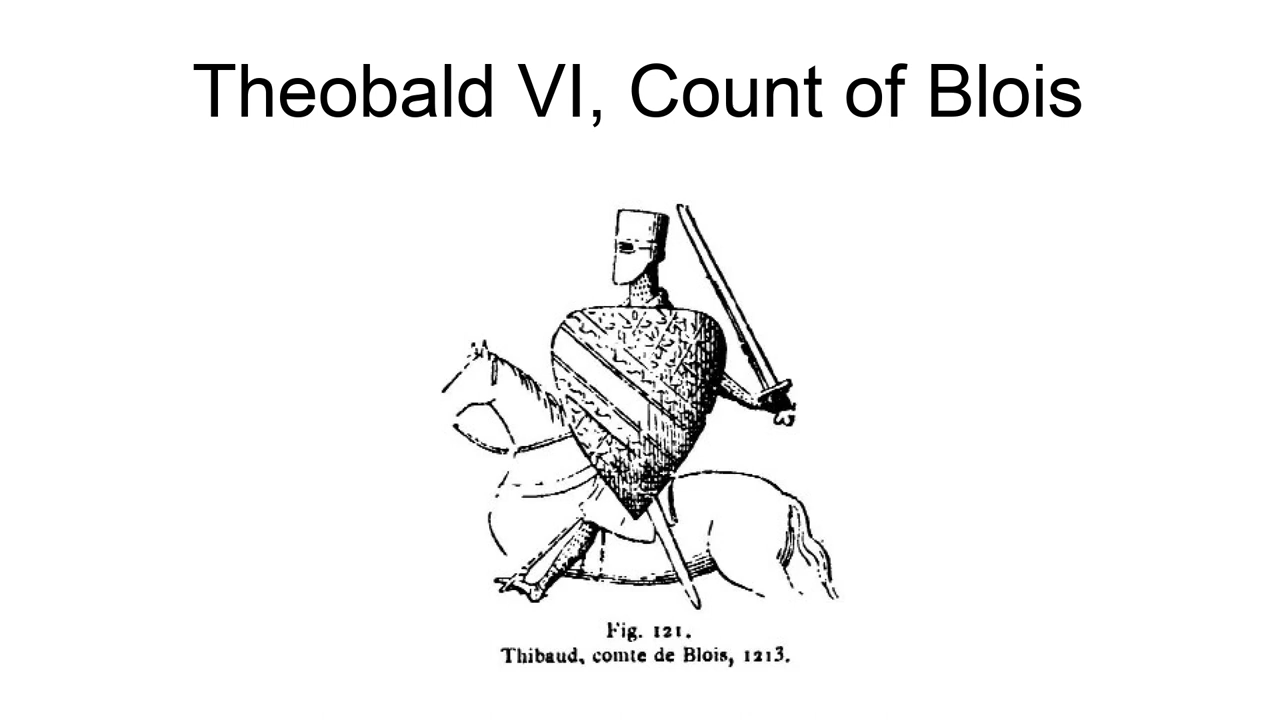 Theobald VI, Count of Blois
Fig. 121.
Thibaud, comte de Blois, 1213.